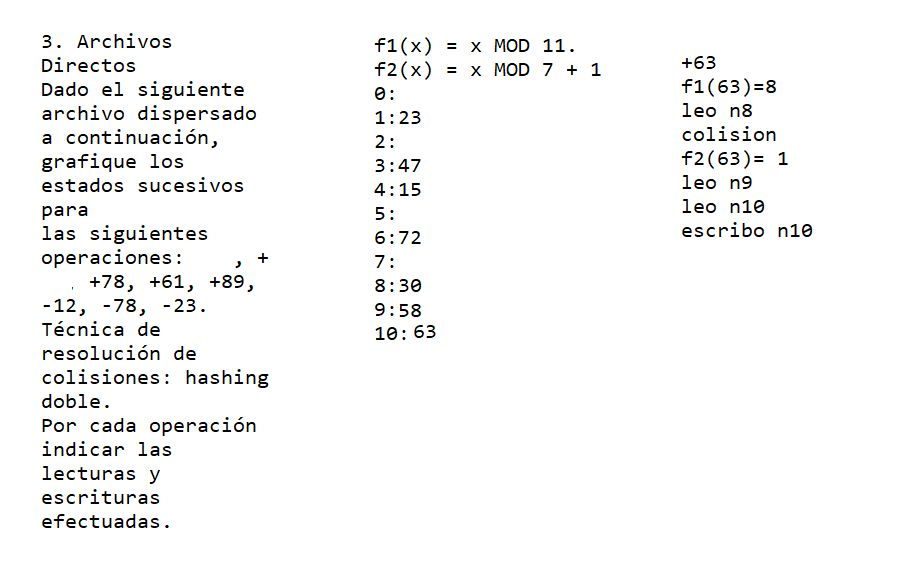 3. Archivos
Directos
Dado el siguiente
archivo dispersado
a continuación,
grafique los
estados sucesivos
para
las siguientes
operaciones: , +
, +78, +61, +89,
-12, -78, -23.
Técnica de
resolución de
colisiones: hashing
doble.
Por cada operación
indicar las
lecturas y
escrituras
efectuadas.
f1(x) = x MOD 11.
f2(x) = x MOD 7 + 1
0:
1:23
2:
3:47
4:15
5:
6:72
7:
8:30
9:58
10:63
+63
f1(63)=8
leo n8
colision
f2(63)= 1
leo n9
leo n10
escribo n10